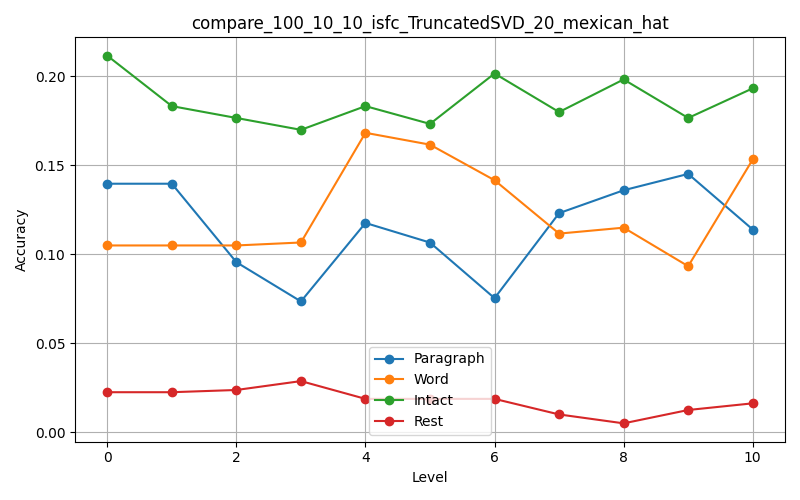 compare_100_10_10_isfc_TruncatedSVD_20_mexican_hat
0.20
0.15
0.10
0.05
0.00
Accuracy
Paragraph
Word
Intact
Rest
0 2 4 6 8 10
Level